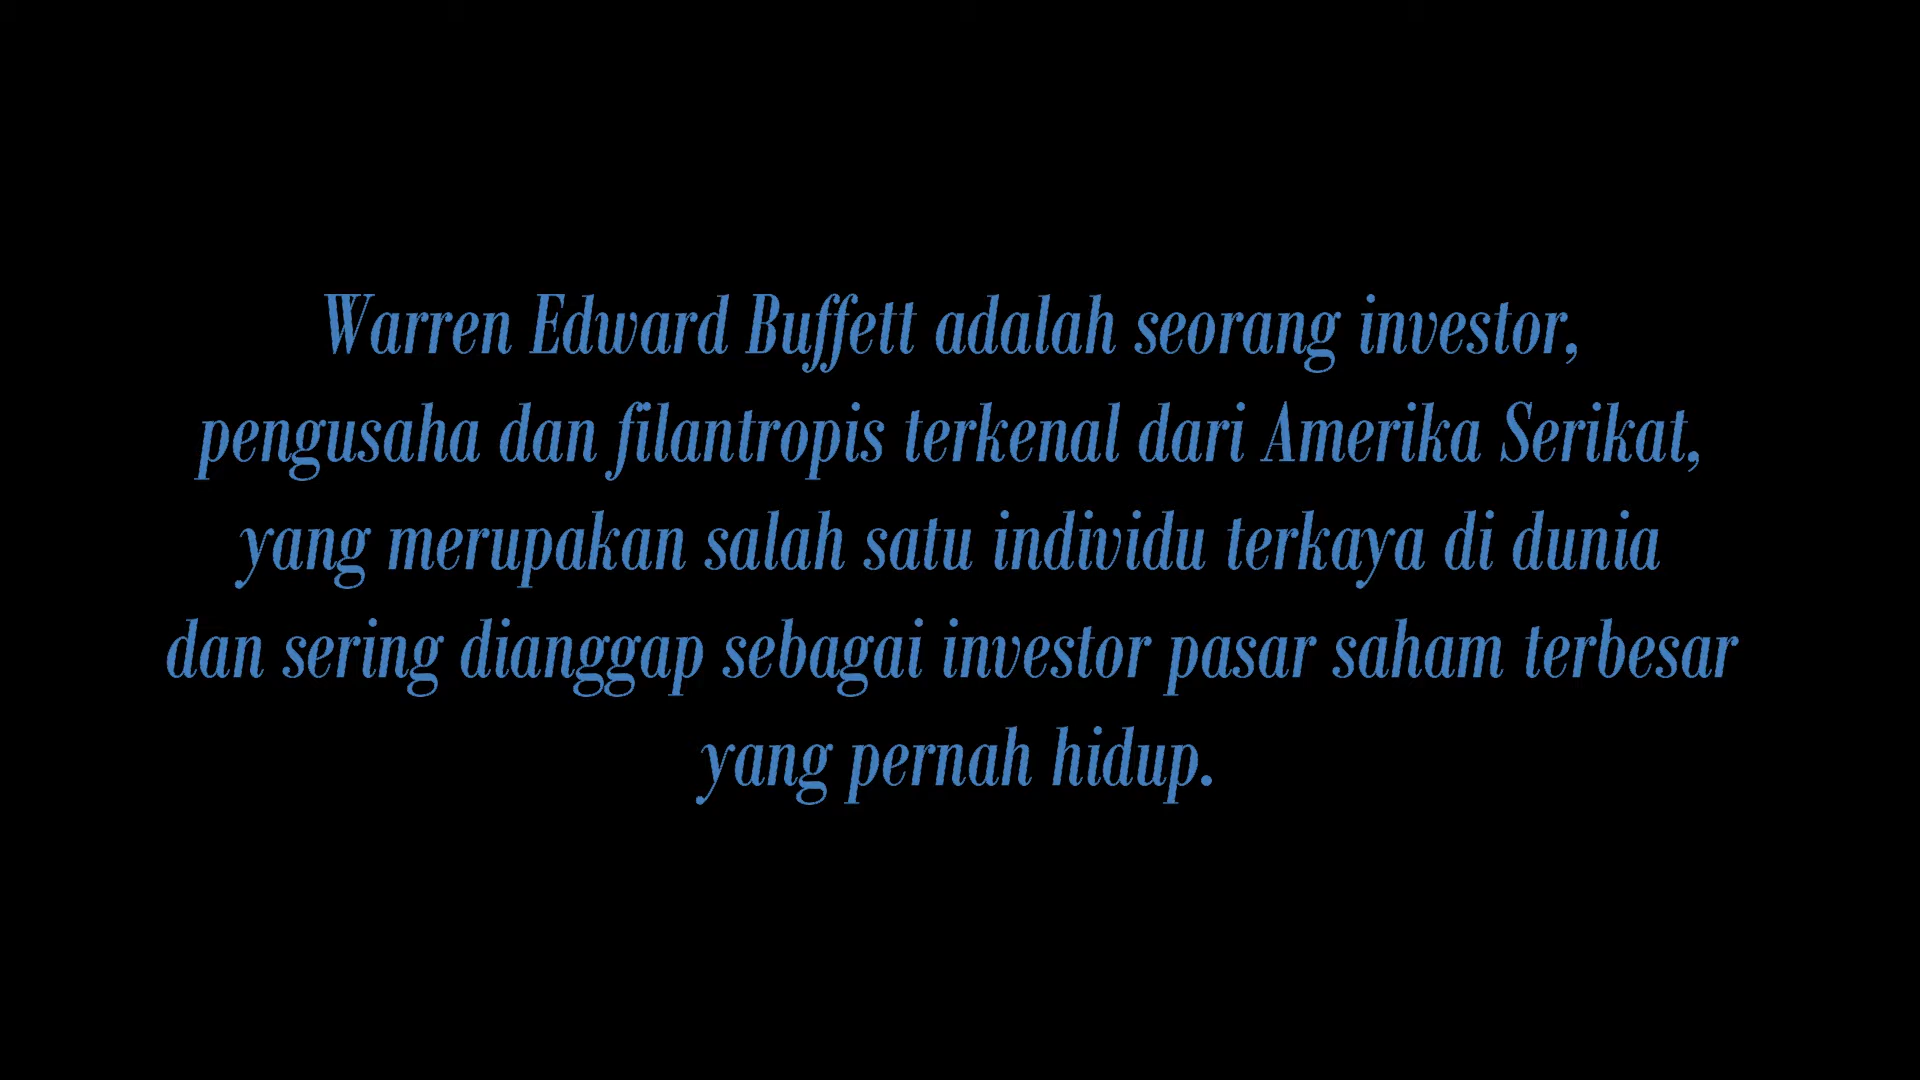 Warren Edward Buffett adalah seorang investor,
pengusaha dan filantropis terkenal dari Amerika Serikat,
yang merupakan salah satu individu terkaya di dunia
dan sering dianggap sebagai investor pasar saham terbesar
yang pernah hidup.